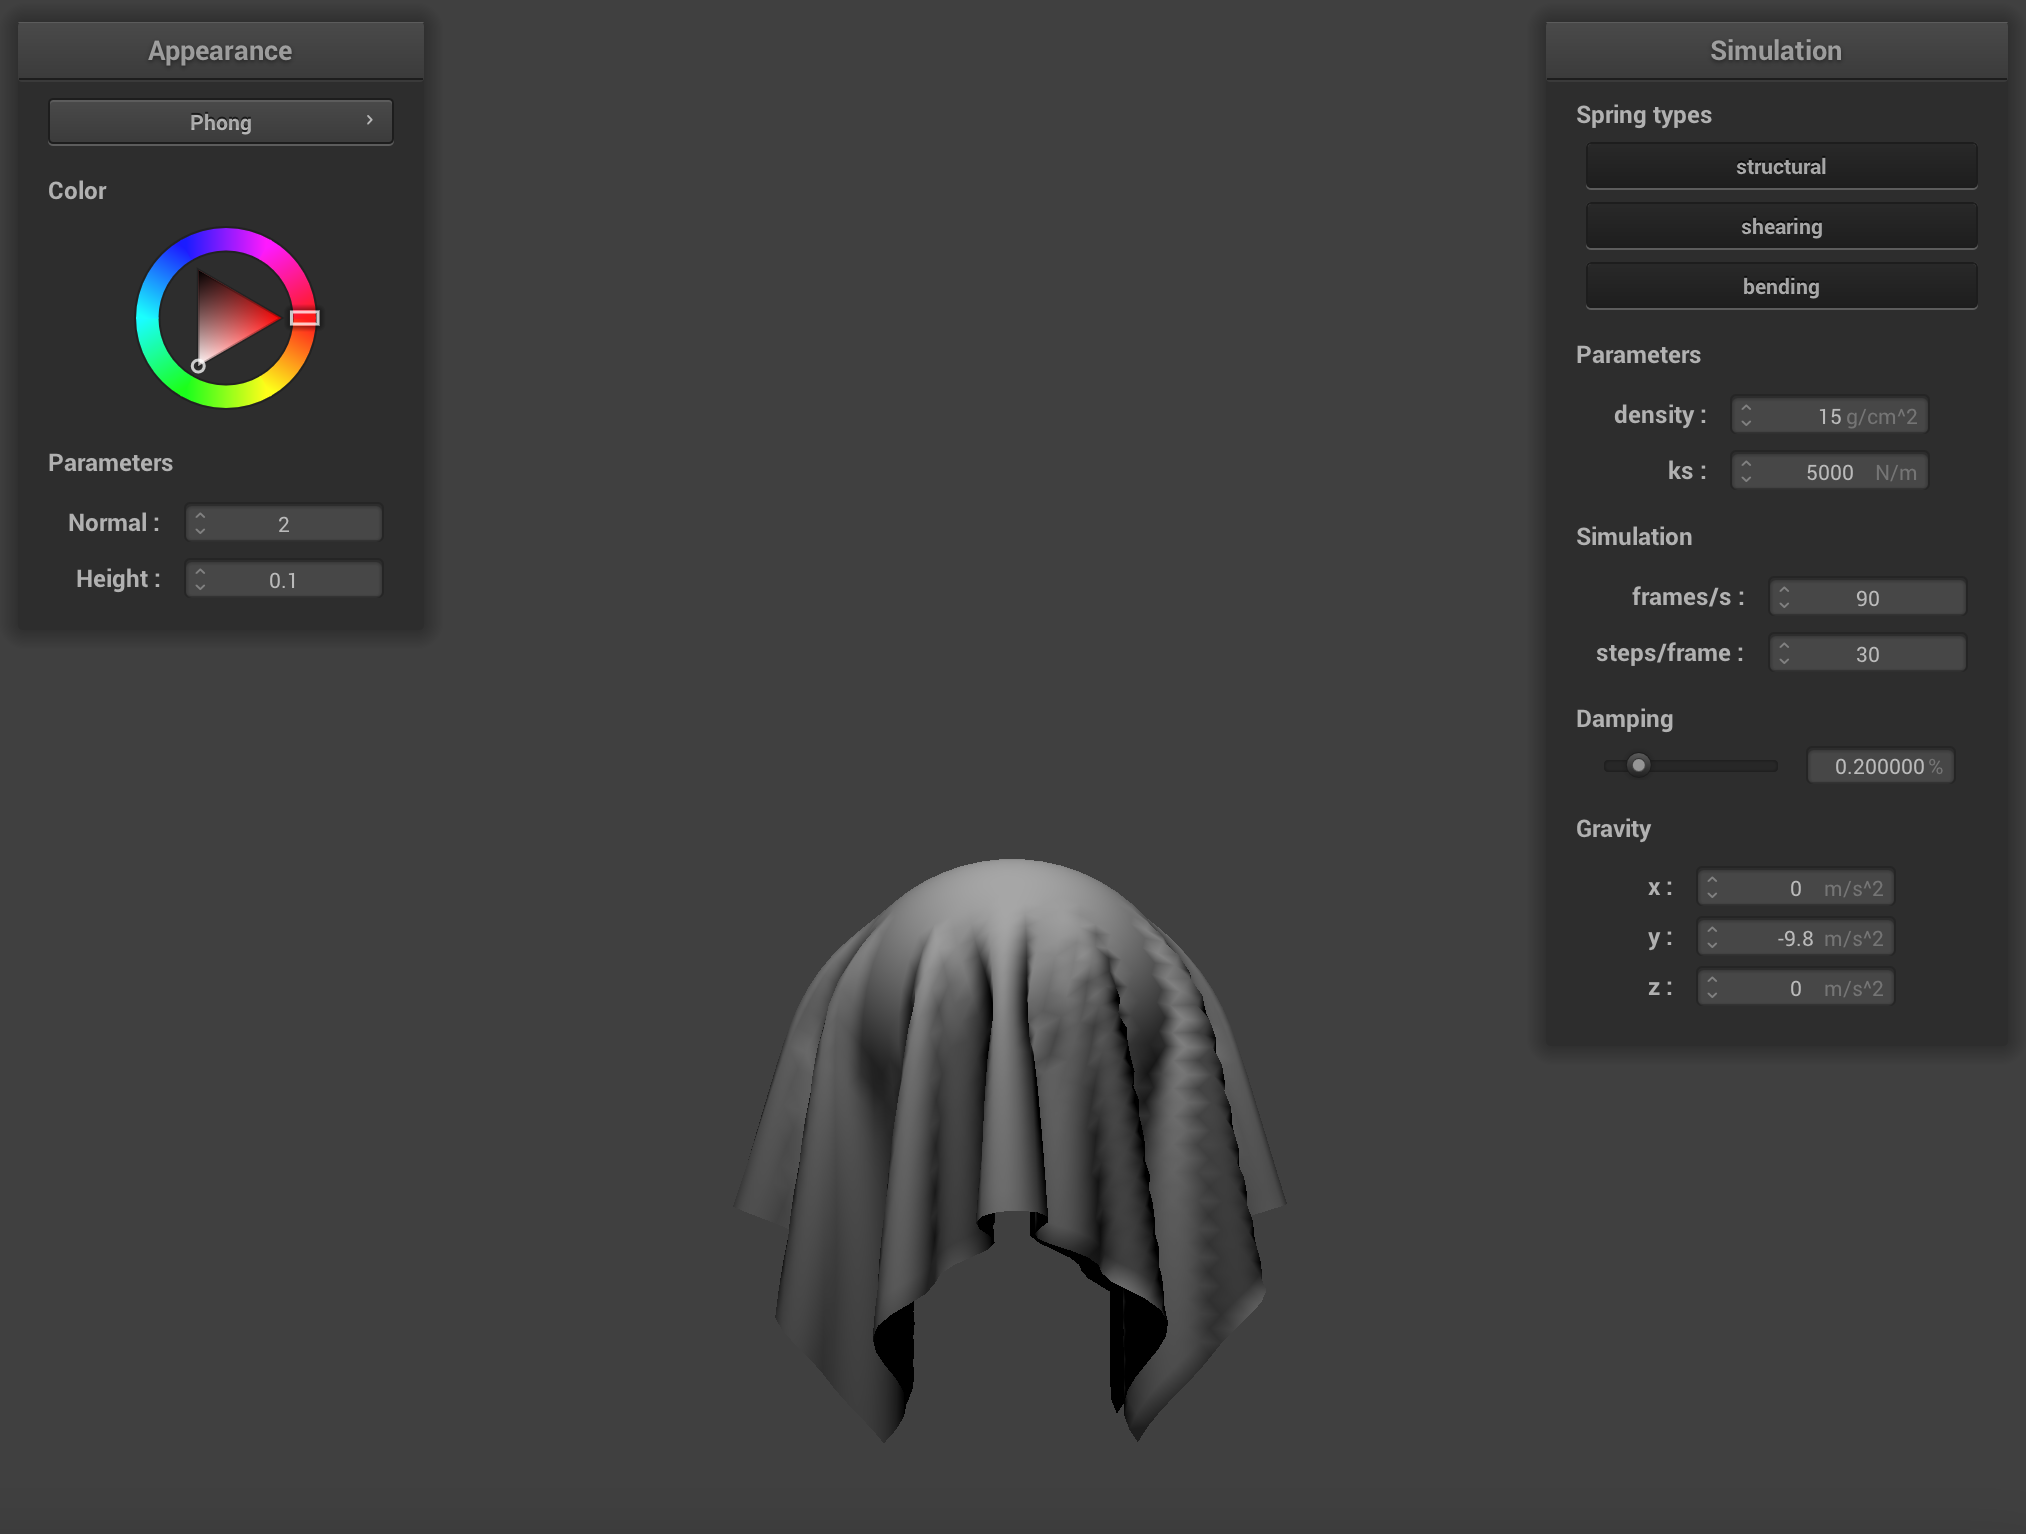 Appearance
Phong
Color
Parameters
Normal : 2
Height : 0.1
Simulation
Spring types
structural
shearing
bending
Parameters
density : 15 g/cm^2
ks : 5000 N/m
Simulation
frames/s : 90
steps/frame : 30
Damping
0.200000 %
Gravity
x : 0 m/s^2
y : -9.8 m/s^2
z : 0 m/s^2